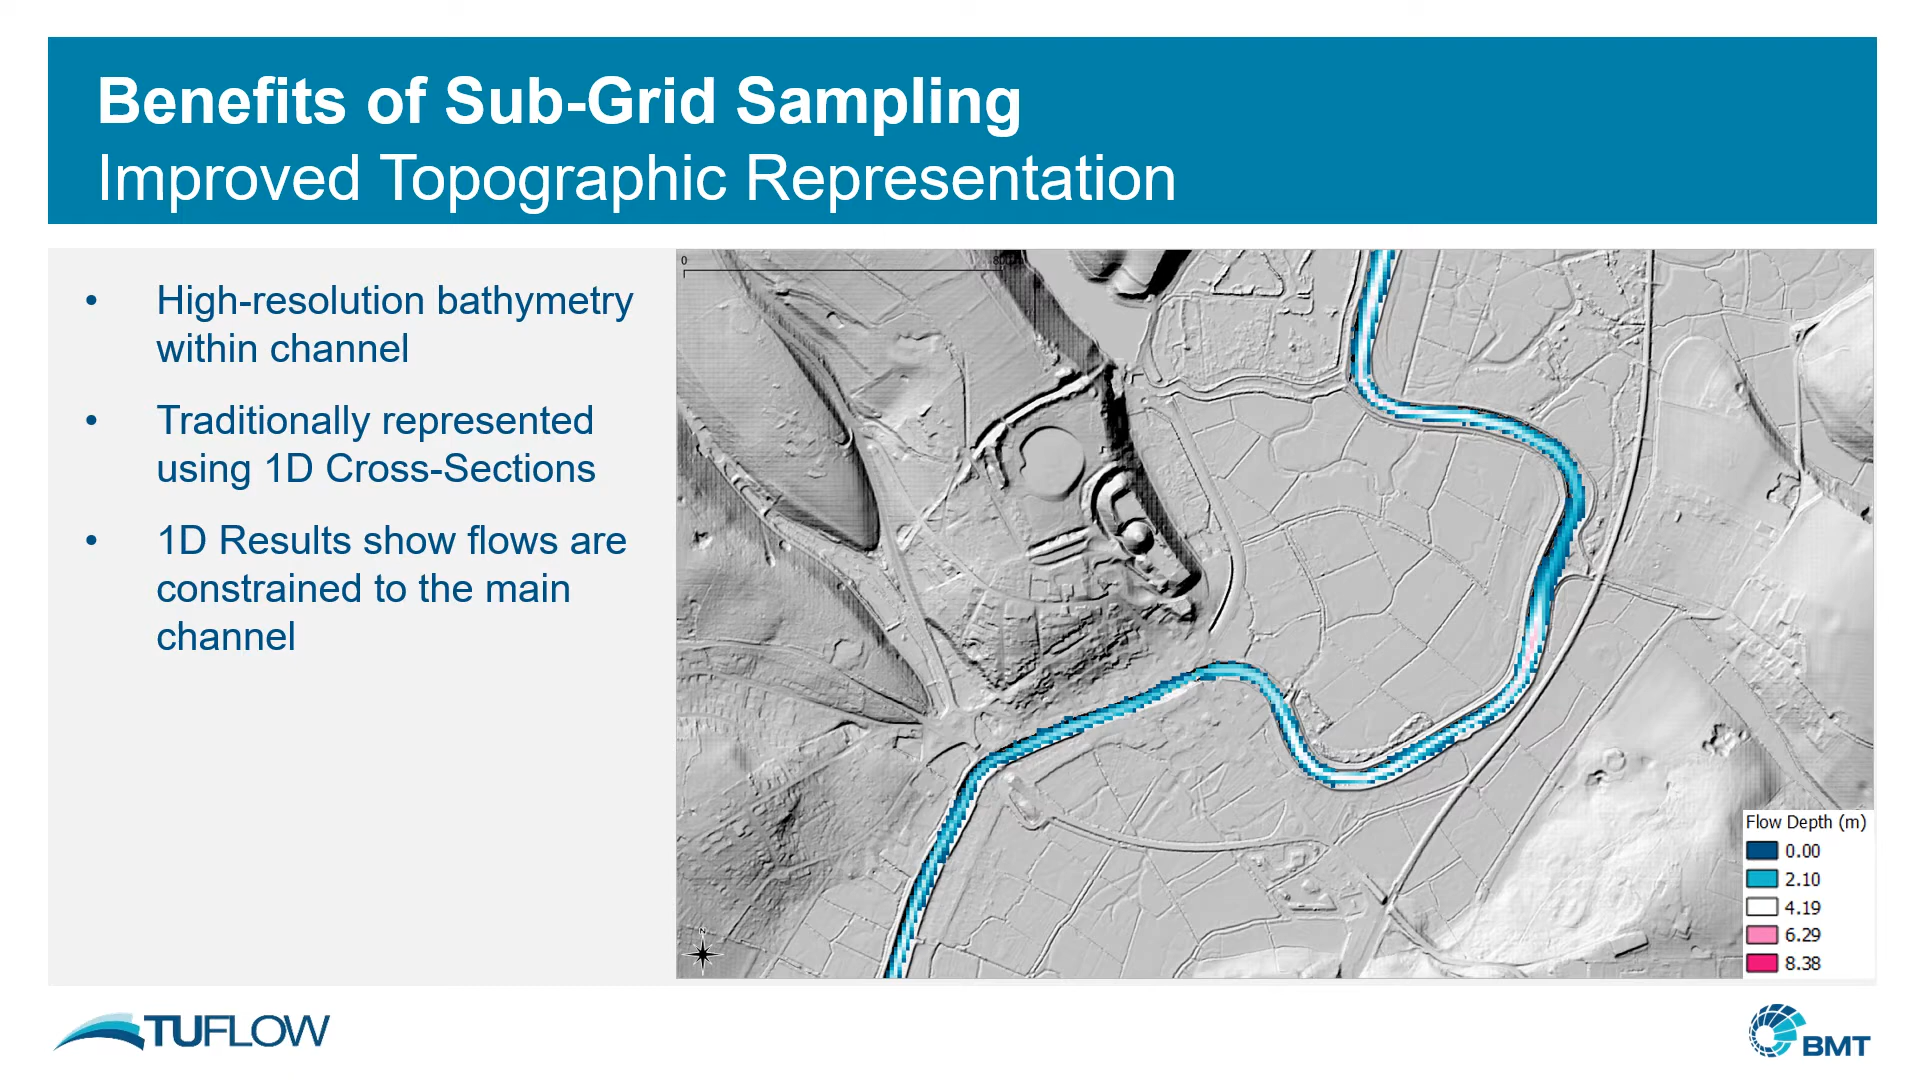 Benefits of Sub-Grid Sampling
Improved Topographic Representation
• High-resolution bathymetry
within channel
• Traditionally represented
using 1D Cross-Sections
• 1D Results show flows are
constrained to the main
channel
0
N
Flow Depth (m)
0.00
2.10
4.19
6.29
8.38
TUFLOW
BMT